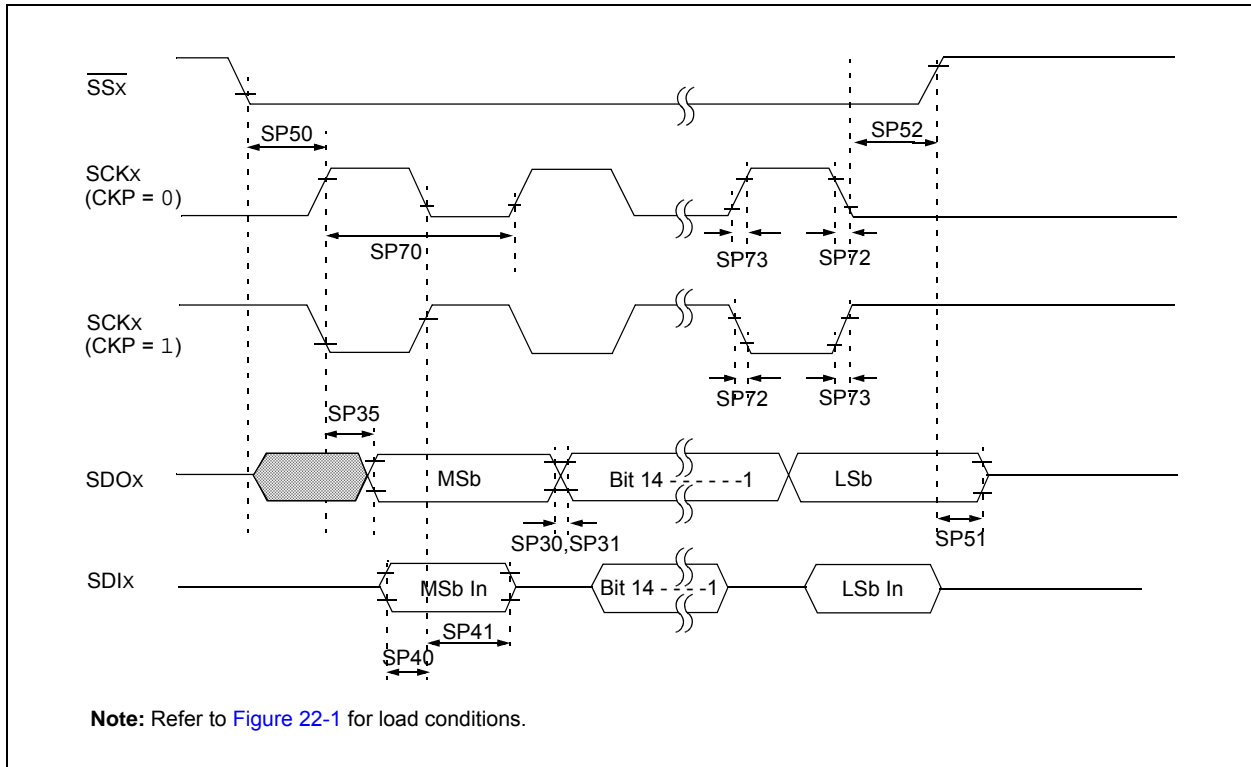 SSx
SP50
SP52
SCKx
(CKP = 0)
SP70
SP73
SP72
SCKx
(CKP = 1)
SP72
SP73
SP35
SDOx
MSb
Bit 14 - - - - - -1
LSb
SP30,SP31
SP51
SDIx
MSb In
Bit 14 - - - -1
LSb In
SP41
SP40
Note: Refer to Figure 22-1 for load conditions.